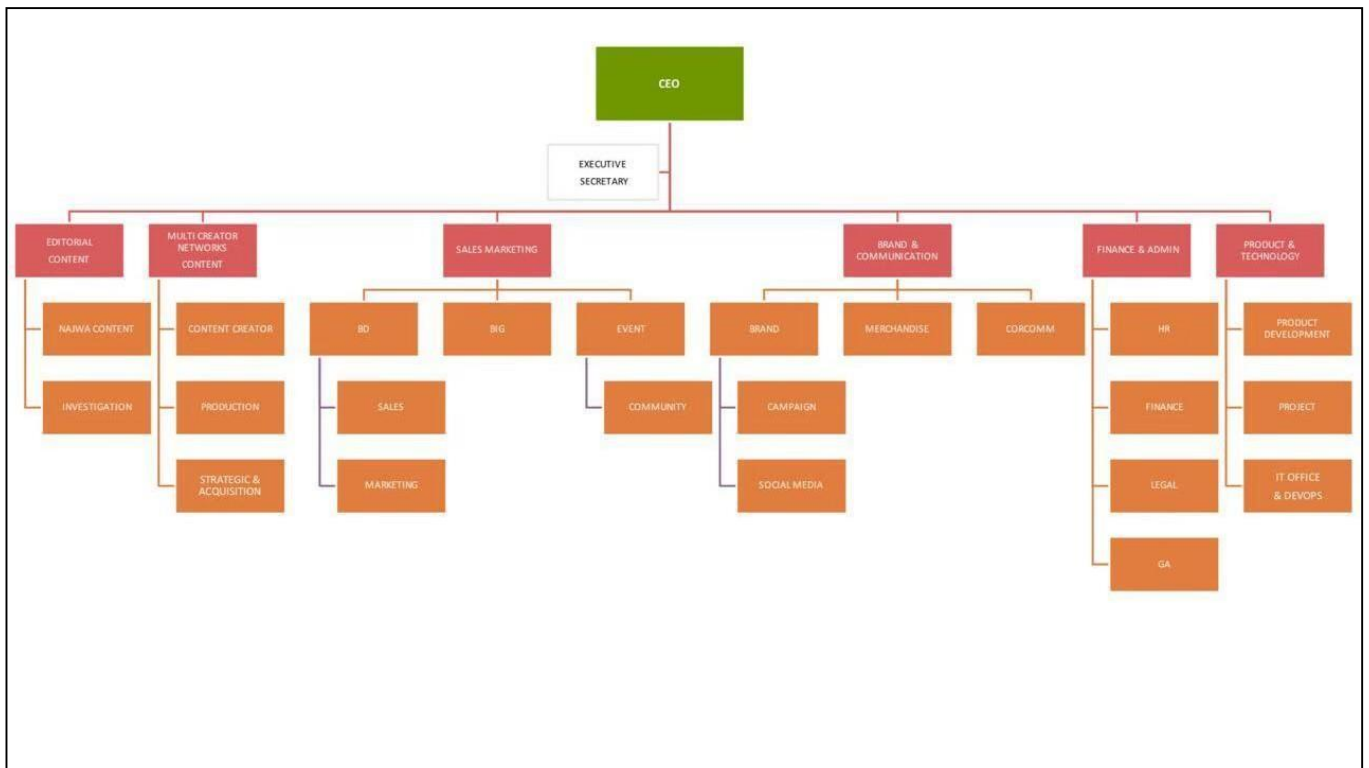 CEO
EXECUTIVE
SECRETARY
EDITORIAL
CONTENT
MULTI CREATOR
NETWORKS
CONTENT
SALES MARKETING
BRAND &
COMMUNICATION
FINANCE & ADMIN
PRODUCT &
TECHNOLOGY
NAJWA CONTENT
CONTENT CREATOR
BD
BIG
EVENT
BRAND
MERCHANDISE
CORCOMM
HR
PRODUCT
DEVELOPMENT
INVESTIGATION
PRODUCTION
SALES
COMMUNITY
CAMPAIGN
FINANCE
PROJECT
STRATEGIC &
ACQUISITION
MARKETING
SOCIAL MEDIA
LEGAL
IT OFFICE
& DEVOPS
GA